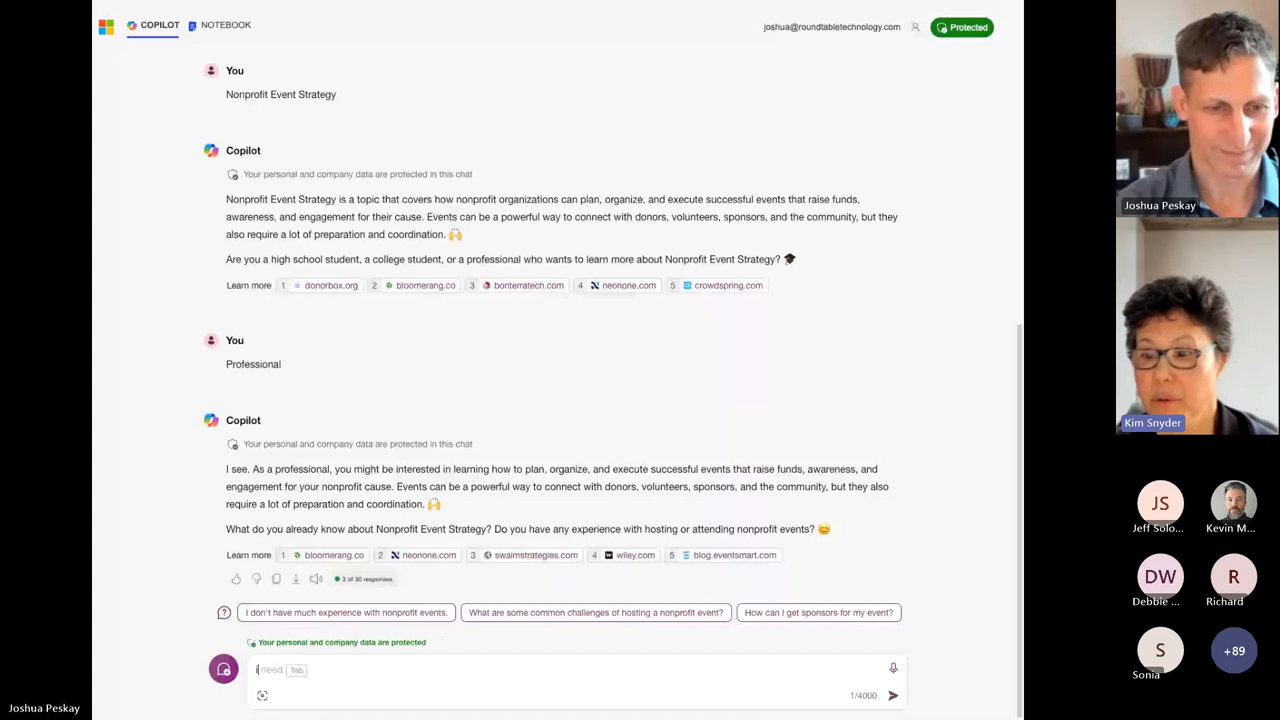 COPILOT
NOTEBOOK
joshua@roundtabletechnology.com
Protected
You
Nonprofit Event Strategy
Copilot
Your personal and company data are protected in this chat
Nonprofit Event Strategy is a topic that covers how nonprofit organizations can plan, organize, and execute successful events that raise funds,
awareness, and engagement for their cause. Events can be a powerful way to connect with donors, volunteers, sponsors, and the community, but they
also require a lot of preparation and coordination. 🙌
Are you a high school student, a college student, or a professional who wants to learn more about Nonprofit Event Strategy? 🎓
Learn more 1 donorbox.org 2 bloomerang.co 3 bonterratech.com 4 neonone.com 5 crowdspring.com
You
Professional
Copilot
Your personal and company data are protected in this chat
I see. As a professional, you might be interested in learning how to plan, organize, and execute successful events that raise funds, awareness, and
engagement for your nonprofit cause. Events can be a powerful way to connect with donors, volunteers, sponsors, and the community, but they also
require a lot of preparation and coordination. 🙌
What do you already know about Nonprofit Event Strategy? Do you have any experience with hosting or attending nonprofit events? 😊
Learn more 1 bloomerang.co 2 neonone.com 3 swaimstrategies.com 4 wiley.com 5 blog.eventsmart.com
3 of 30 responses
I don't have much experience with nonprofit events.
What are some common challenges of hosting a nonprofit event?
How can I get sponsors for my event?
Your personal and company data are protected
i need Tab
1/4000
Joshua Peskay
Kim Snyder
JS
Jeff Solo...
Kevin M...
DW
Debbie ...
R
Richard
S
Sonia
+89
Joshua Peskay